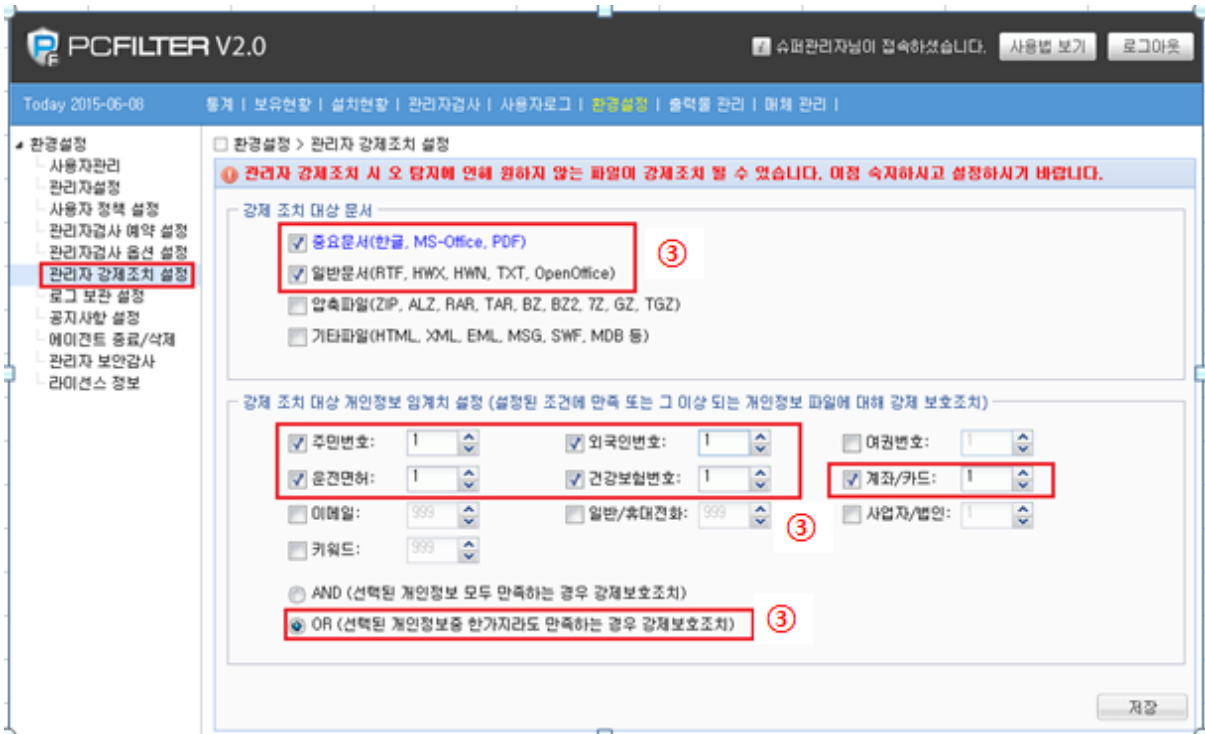 PCFILTER V2.0
슈퍼관리자님이 접속하셨습니다. 사용법 보기 로그아웃
Today 2015-06-08 통계 | 보유현황 | 설치현황 | 관리자검사 | 사용자로그 | 환경설정 | 출력물 관리 | 매체 관리 |
환경설정
사용자관리
관리자설정
사용자 정책 설정
관리자검사 예약 설정
관리자검사 옵션 설정
관리자 강제조치 설정
로그 보관 설정
공지사항 설정
에이전트 종료/삭제
관리자 보안감사
라이센스 정보
환경설정 > 관리자 강제조치 설정
관리자 강제조치 시 오 탐지에 인해 원하지 않는 파일이 강제조치 될 수 있습니다. 이점 숙지하시고 설정하시기 바랍니다.
강제 조치 대상 문서
중요문서(한글, MS-Office, PDF)
③
일반문서(RTF, HWX, HWN, TXT, OpenOffice)
압축파일(ZIP, ALZ, RAR, TAR, BZ, BZ2, 7Z, GZ, TGZ)
기타파일(HTML, XML, EML, MSG, SWF, MDB 등)
강제 조치 대상 개인정보 임계치 설정 (설정된 조건에 만족 또는 그 이상 되는 개인정보 파일에 대해 강제 보호조치)
주민번호: 1 외국인번호: 1 여권번호: 1
운전면허: 1 건강보험번호: 1 계좌/카드: 1
이메일: 999 일반/휴대전화: 999 사업자/법인: 1
③
키워드: 999
AND (선택된 개인정보 모두 만족하는 경우 강제보호조치)
OR (선택된 개인정보중 한가지라도 만족하는 경우 강제보호조치) ③
저장